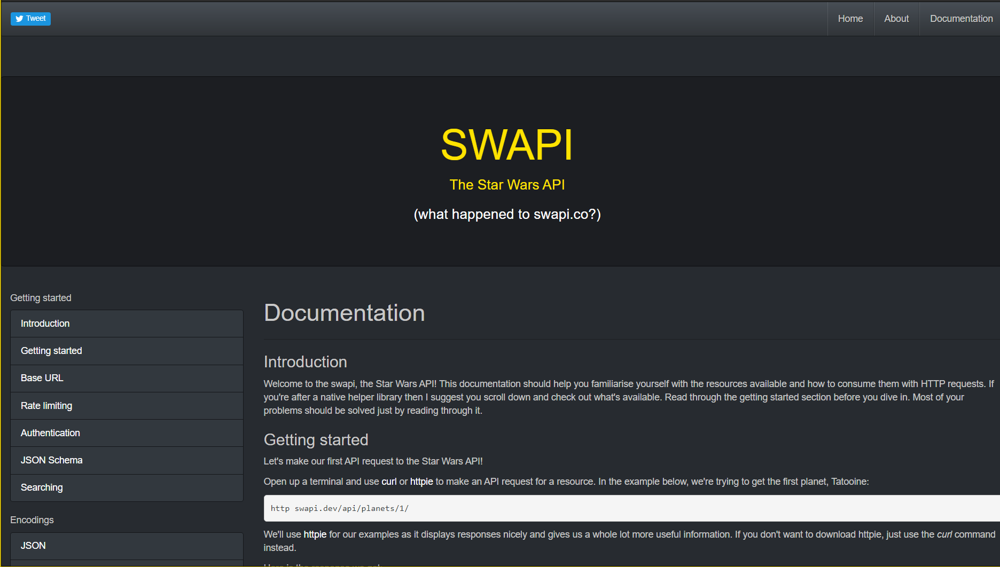 Tweet
Home
About
Documentation
SWAPI
The Star Wars API
(what happened to swapi.co?)
Getting started
Introduction
Getting started
Base URL
Rate limiting
Authentication
JSON Schema
Searching
Encodings
JSON
Documentation
Introduction
Welcome to the swapi, the Star Wars API! This documentation should help you familiarise yourself with the resources available and how to consume them with HTTP requests. If
you're after a native helper library then I suggest you scroll down and check out what's available. Read through the getting started section before you dive in. Most of your
problems should be solved just by reading through it.
Getting started
Let's make our first API request to the Star Wars API!
Open up a terminal and use curl or httpie to make an API request for a resource. In the example below, we're trying to get the first planet, Tatooine:
http swapi.dev/api/planets/1/
We'll use httpie for our examples as it displays responses nicely and gives us a whole lot more useful information. If you don't want to download httpie, just use the curl command
instead.